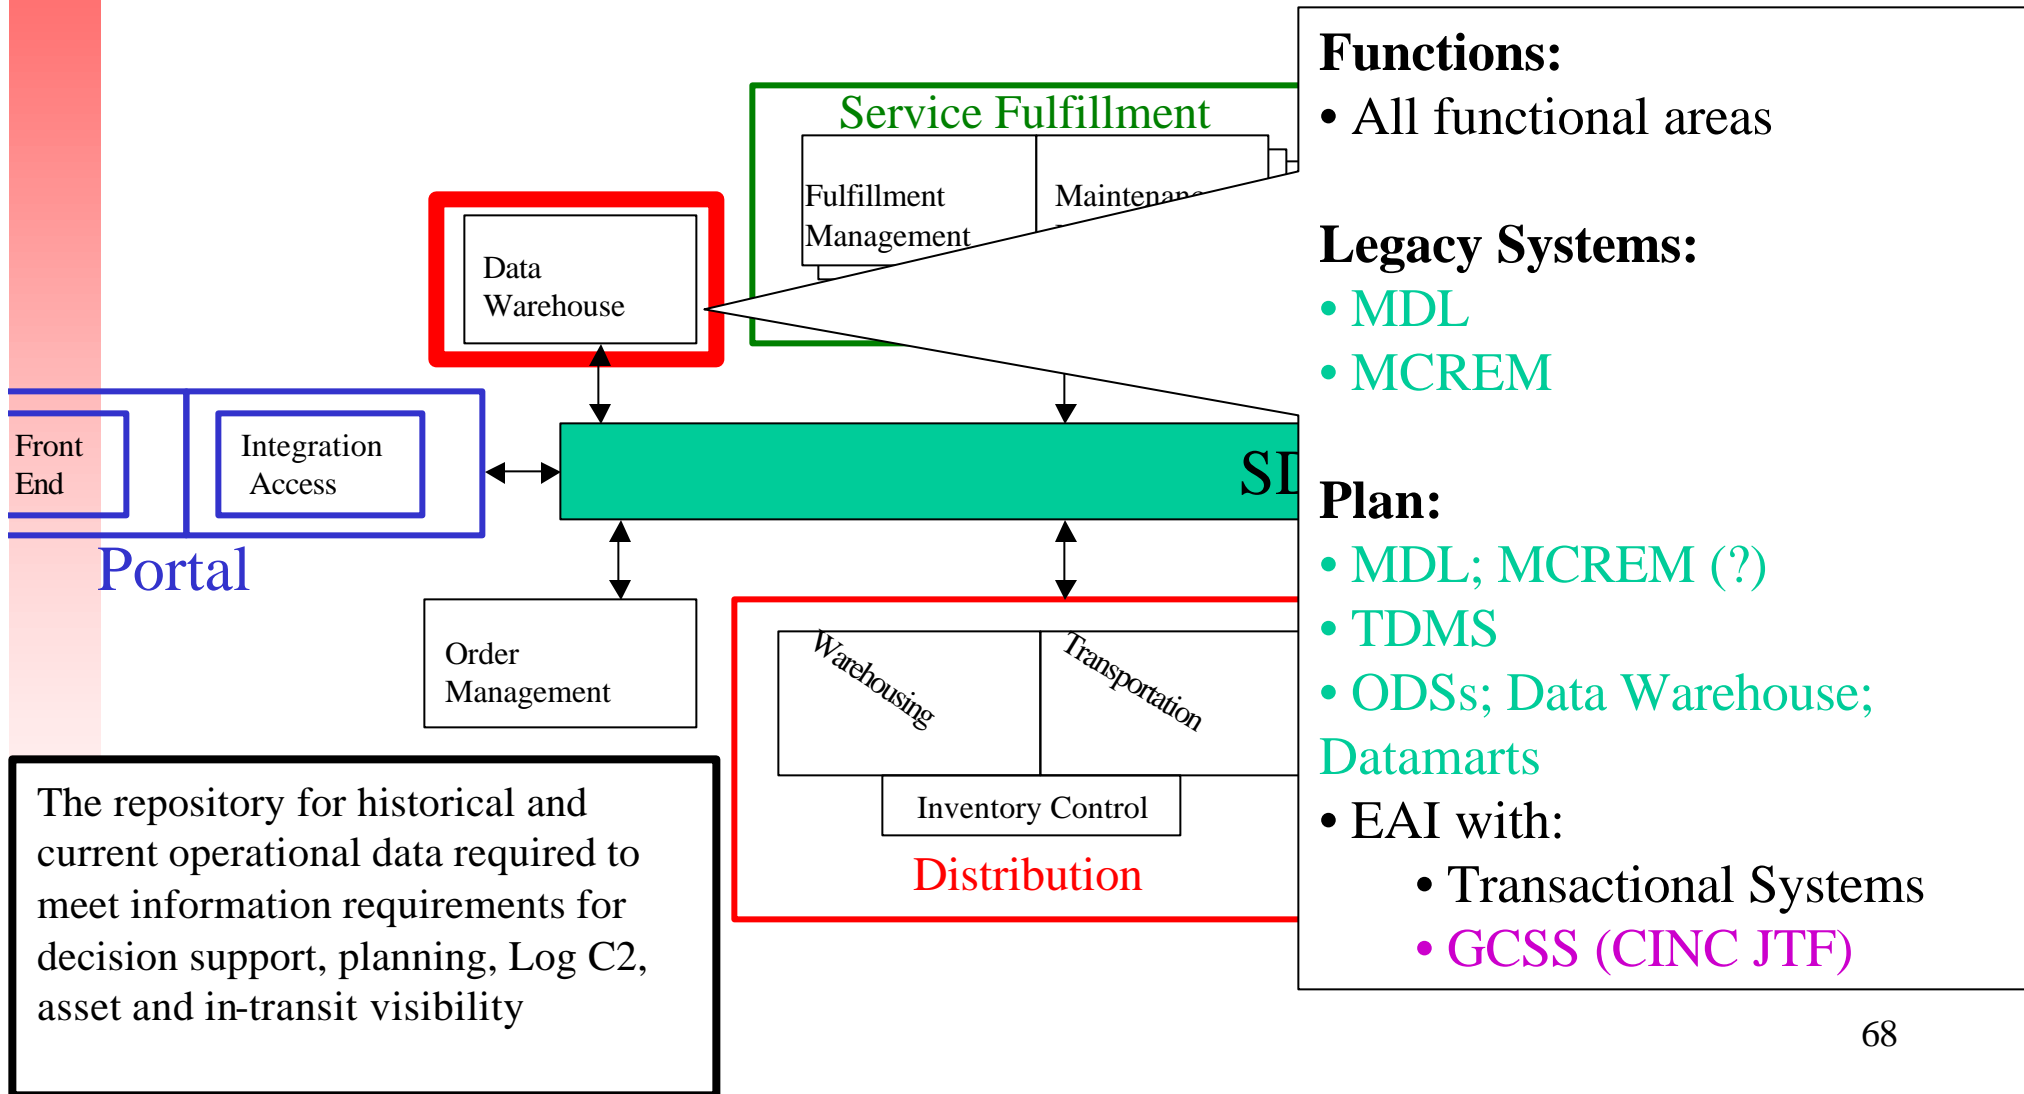 Service Fulfillment
Fulfillment
Management
Data
Warehouse
Front
End
Integration
Access
Portal
Order
Management
Warehousing
Transportation
Inventory Control
Distribution
The repository for historical and
current operational data required to
meet information requirements for
decision support, planning, Log C2,
asset and in-transit visibility
Functions:
• All functional areas
Legacy Systems:
• MDL
• MCREM
Plan:
• MDL; MCREM (?)
• TDMS
• ODSs; Data Warehouse;
Datamarts
• EAI with:
• Transactional Systems
• GCSS (CINC JTF)
68